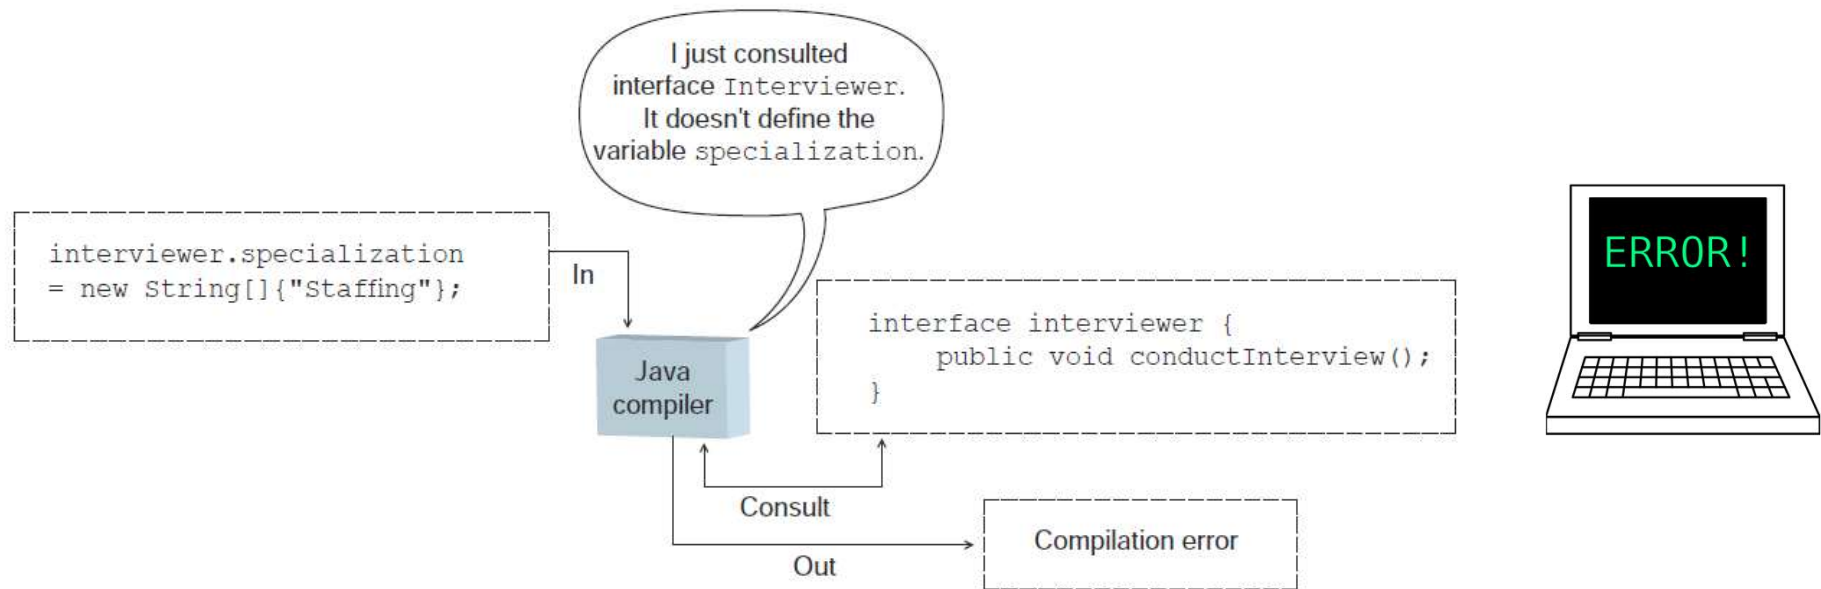 I just consulted
interface Interviewer.
It doesn't define the
variable specialization.
interviewer.specialization
= new String[]{"Staffing"};
In
Java
compiler
interface interviewer {
public void conductInterview();
}
ERROR!
Consult
Out
Compilation error